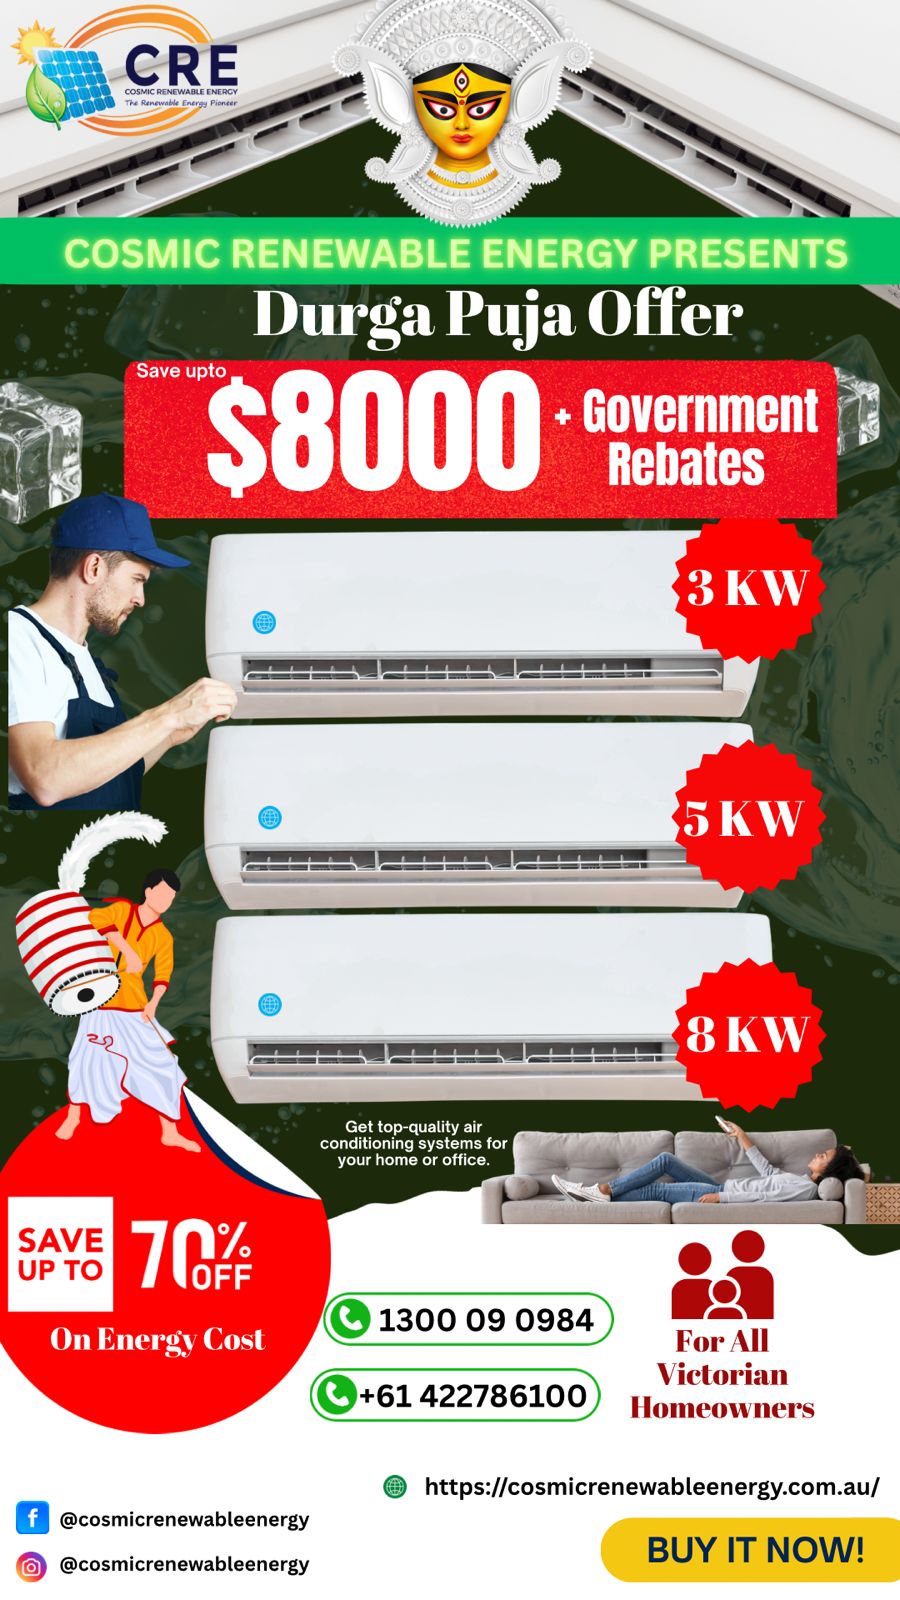 CRE
COSMIC RENEWABLE ENERGY
The Renewable Energy Pioneer
COSMIC RENEWABLE ENERGY PRESENTS
Durga Puja Offer
Save upto
$8000
+ Government
Rebates
3 KW
5 KW
8 KW
Get top-quality air
conditioning systems for
your home or office.
SAVE
UP TO
70%
OFF
On Energy Cost
1300 09 0984
+61 422786100
For All
Victorian
Homeowners
https://cosmicrenewableenergy.com.au/
@cosmicrenewableenergy
@cosmicrenewableenergy
BUY IT NOW!